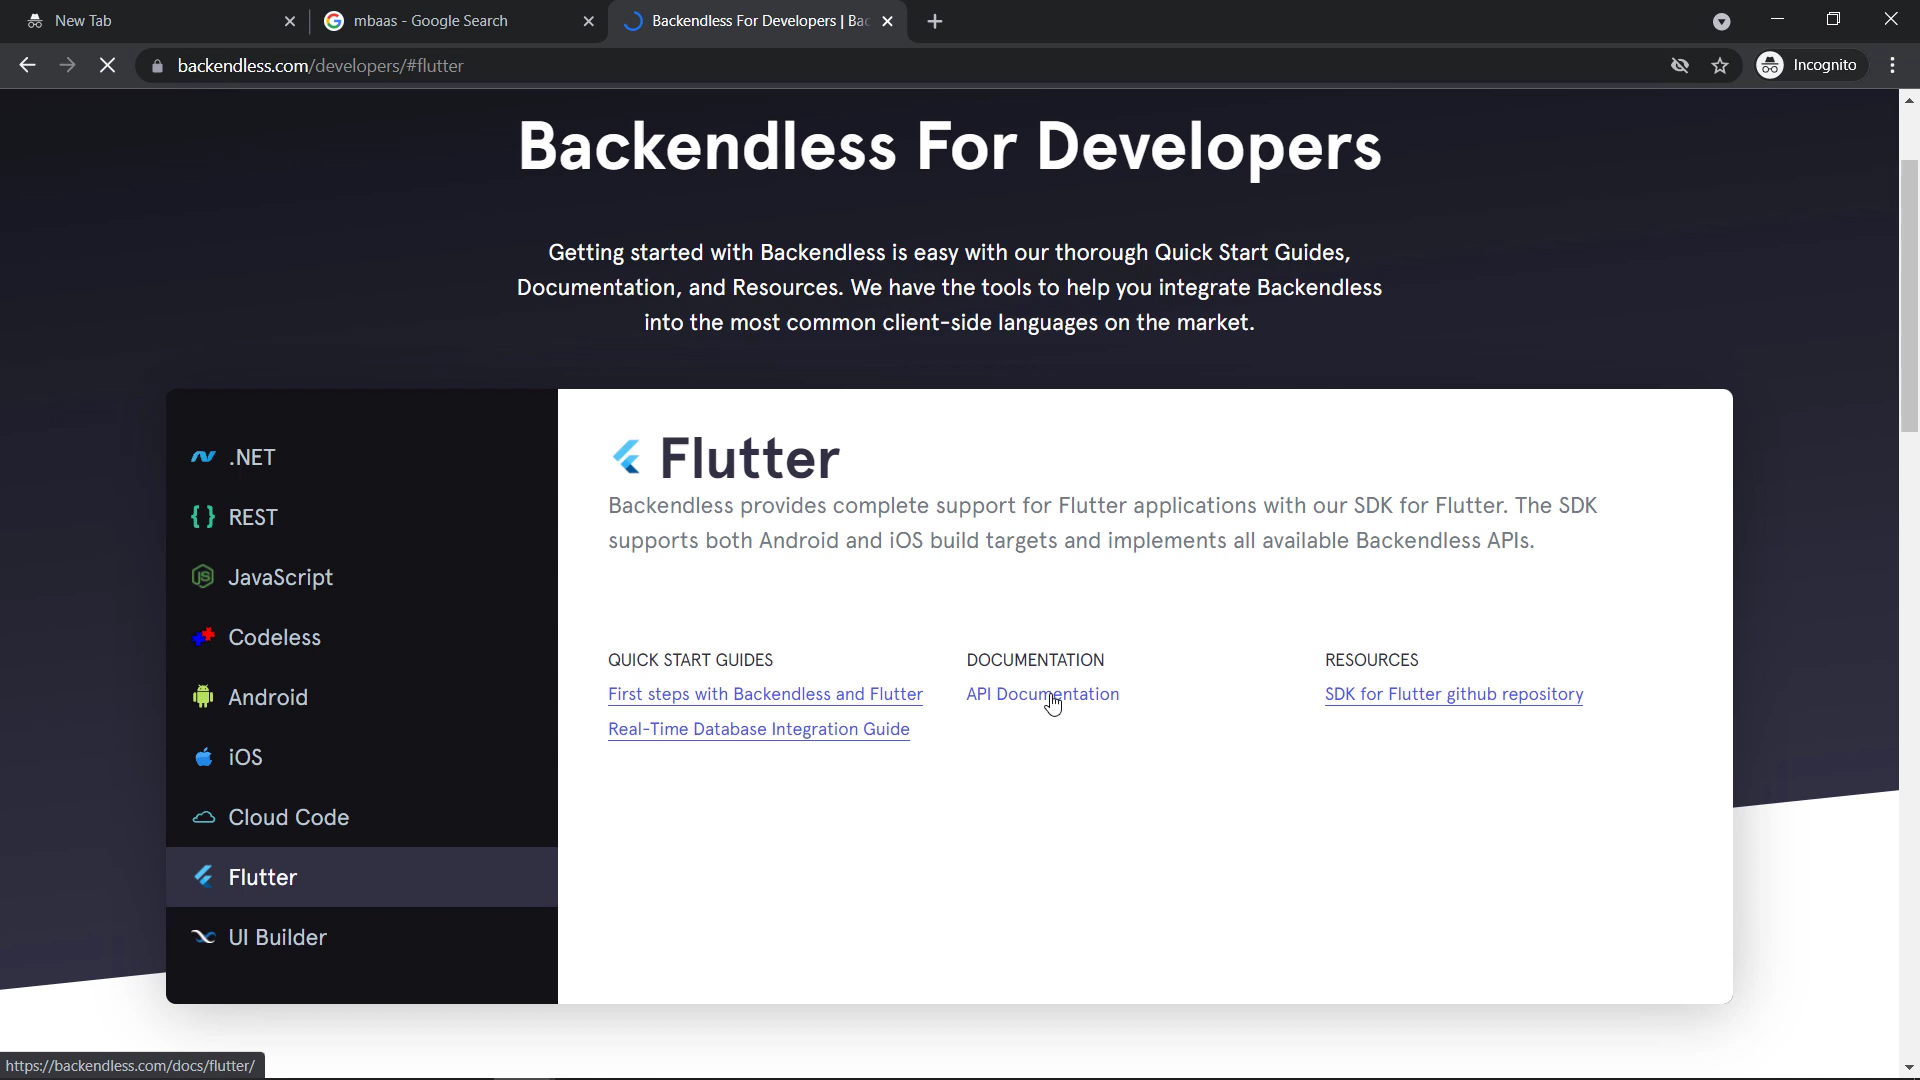 New Tab
mbaas - Google Search
Backendless For Developers | Bac
backendless.com/developers/#flutter
Incognito
Backendless For Developers
Getting started with Backendless is easy with our thorough Quick Start Guides,
Documentation, and Resources. We have the tools to help you integrate Backendless
into the most common client-side languages on the market.
.NET
REST
JavaScript
Codeless
Android
iOS
Cloud Code
Flutter
UI Builder
Flutter
Backendless provides complete support for Flutter applications with our SDK for Flutter. The SDK
supports both Android and iOS build targets and implements all available Backendless APIs.
QUICK START GUIDES
First steps with Backendless and Flutter
Real-Time Database Integration Guide
DOCUMENTATION
API Documentation
RESOURCES
SDK for Flutter github repository
https://backendless.com/docs/flutter/